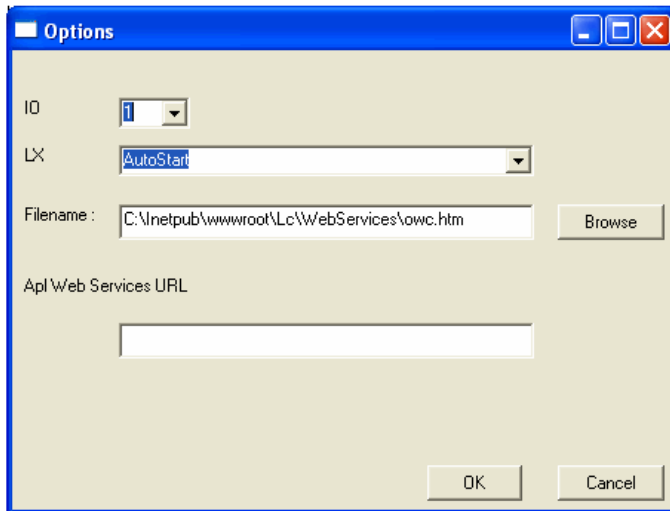 Options
IO 1
LX AutoStart
Filename : C:\Inetpub\wwwroot\Lc\WebServices\owc.htm Browse
Apl Web Services URL
OK Cancel